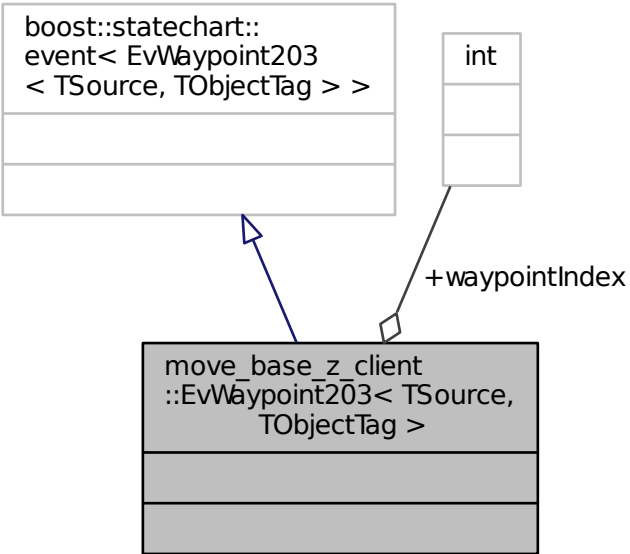 boost::statechart::
event< EvWaypoint203
< TSource, TObjectTag > >
int
+waypointIndex
move_base_z_client
::EvWaypoint203< TSource,
TObjectTag >